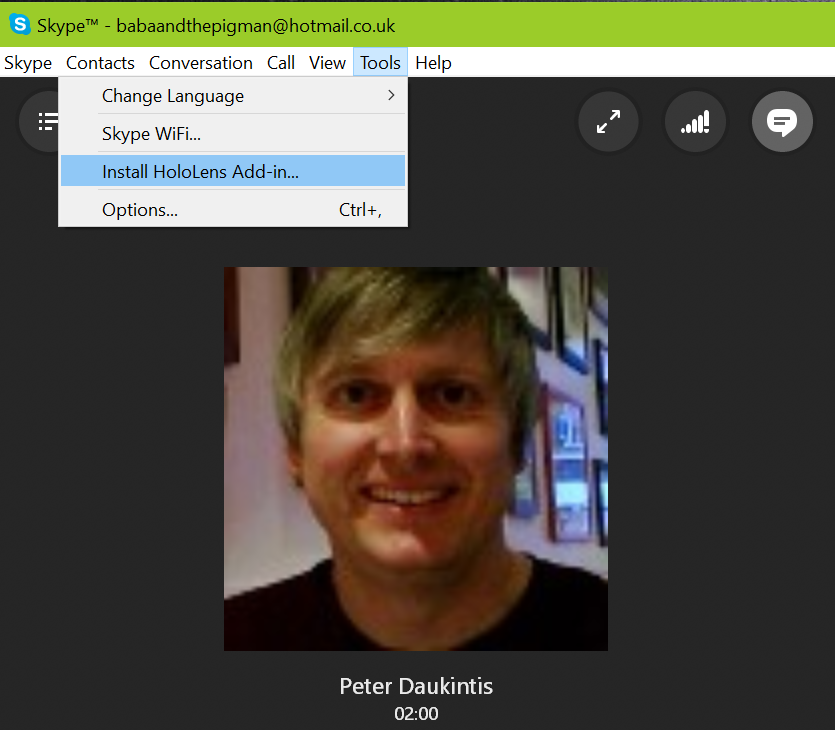 Skype™ - babaandthepigman@hotmail.co.uk
Skype Contacts Conversation Call View Tools Help
Change Language
Skype WiFi...
Install HoloLens Add-in...
Options... Ctrl+,
Peter Daukintis
02:00